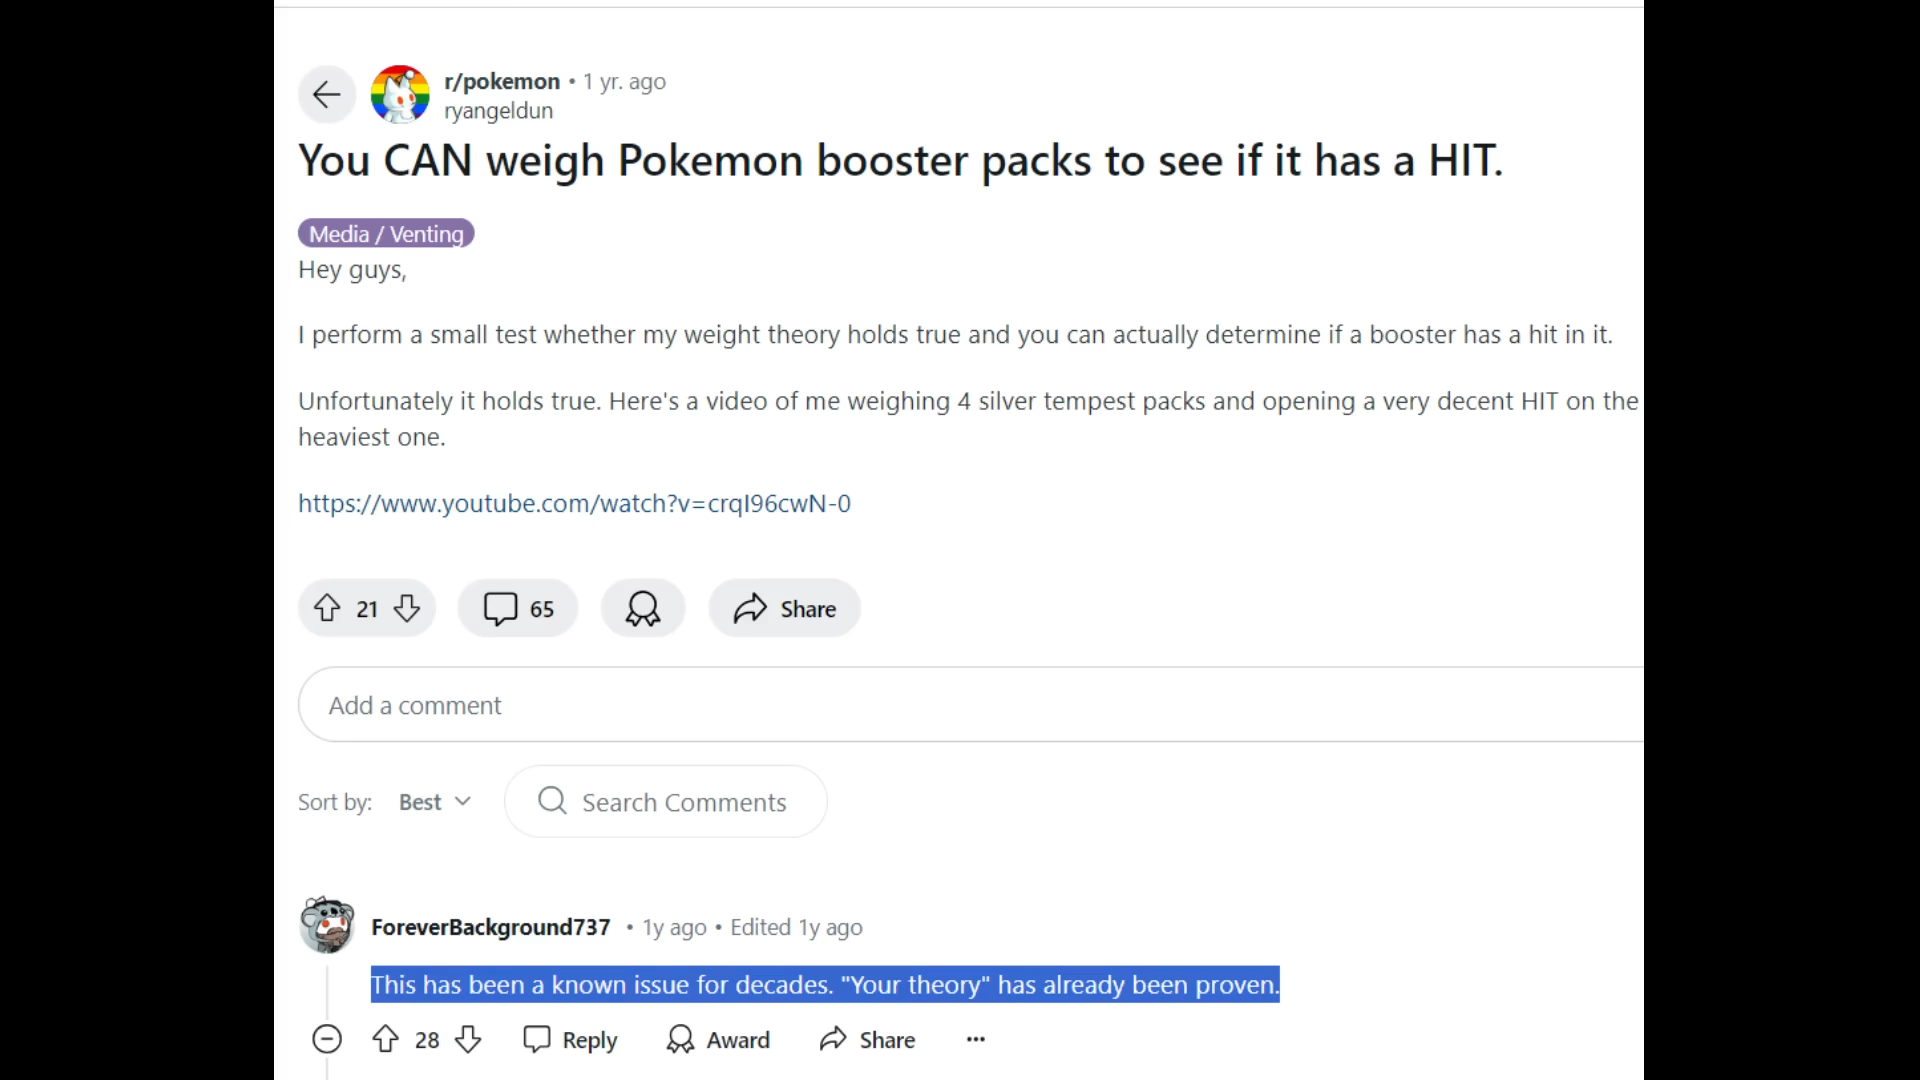 r/pokemon • 1 yr. ago
ryangeldun
You CAN weigh Pokemon booster packs to see if it has a HIT.
Media / Venting
Hey guys,
I perform a small test whether my weight theory holds true and you can actually determine if a booster has a hit in it.
Unfortunately it holds true. Here's a video of me weighing 4 silver tempest packs and opening a very decent HIT on the
heaviest one.
https://www.youtube.com/watch?v=crqI96cwN-0
21 65 Share
Add a comment
Sort by: Best Search Comments
ForeverBackground737 • 1y ago • Edited 1y ago
This has been a known issue for decades. "Your theory" has already been proven.
28 Reply Award Share ...